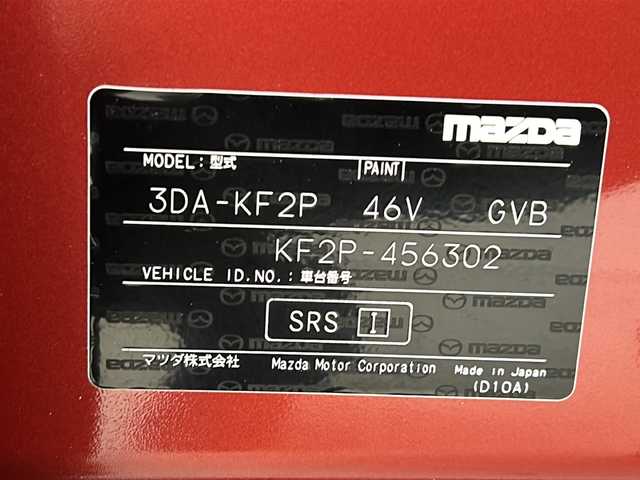 mazda
MODEL:型式 PAINT
3DA-KF2P 46V GVB
KF2P-456302
VEHICLE ID.NO.:車台番号
SRS I
マツダ株式会社 Mazda Motor Corporation Made in Japan
(D10A)